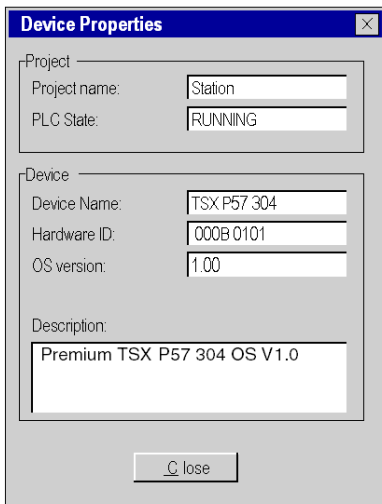 Device Properties
Project
Project name: Station
PLC State: RUNNING
Device
Device Name: TSX P57 304
Hardware ID: 000B 0101
OS version: 1.00
Description:
Premium TSX P57 304 OS V1.0
C lose